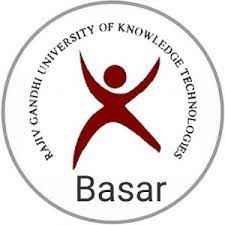 RAJIV GANDHI UNIVERSITY OF KNOWLEDGE TECHNOLOGIES
Basar